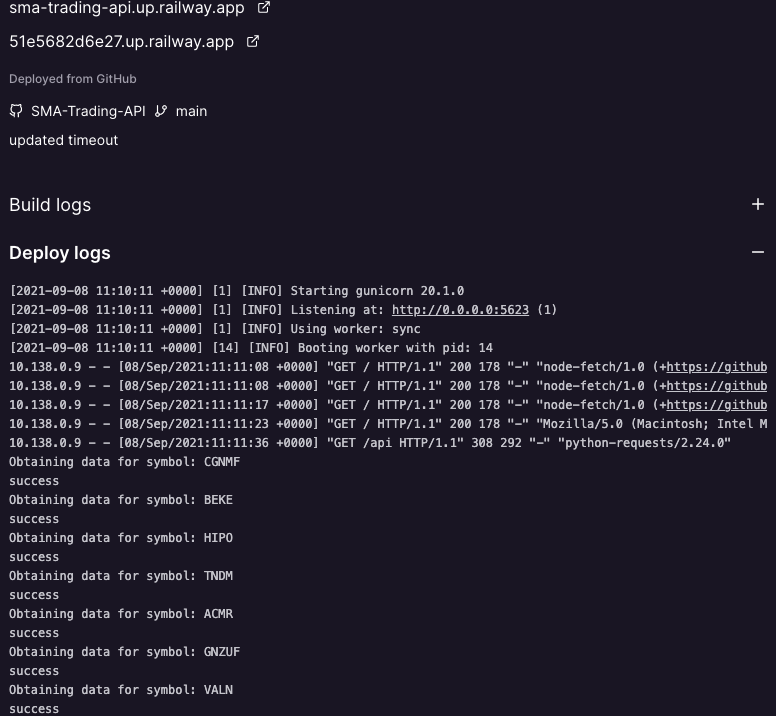 sma-trading-api.up.railway.app
51e5682d6e27.up.railway.app
Deployed from GitHub
SMA-Trading-API main
updated timeout
Build logs
Deploy logs
[2021-09-08 11:10:11 +0000] [1] [INFO] Starting gunicorn 20.1.0
[2021-09-08 11:10:11 +0000] [1] [INFO] Listening at: http://0.0.0.0:5623 (1)
[2021-09-08 11:10:11 +0000] [1] [INFO] Using worker: sync
[2021-09-08 11:10:11 +0000] [14] [INFO] Booting worker with pid: 14
10.138.0.9 - - [08/Sep/2021:11:11:08 +0000] "GET / HTTP/1.1" 200 178 "-" "node-fetch/1.0 (+https://github
10.138.0.9 - - [08/Sep/2021:11:11:08 +0000] "GET / HTTP/1.1" 200 178 "-" "node-fetch/1.0 (+https://github
10.138.0.9 - - [08/Sep/2021:11:11:17 +0000] "GET / HTTP/1.1" 200 178 "-" "node-fetch/1.0 (+https://github
10.138.0.9 - - [08/Sep/2021:11:11:23 +0000] "GET / HTTP/1.1" 200 178 "-" "Mozilla/5.0 (Macintosh; Intel M
10.138.0.9 - - [08/Sep/2021:11:11:36 +0000] "GET /api HTTP/1.1" 308 292 "-" "python-requests/2.24.0"
Obtaining data for symbol: CGNMF
success
Obtaining data for symbol: BEKE
success
Obtaining data for symbol: HIPO
success
Obtaining data for symbol: TNDM
success
Obtaining data for symbol: ACMR
success
Obtaining data for symbol: GNZUF
success
Obtaining data for symbol: VALN
success